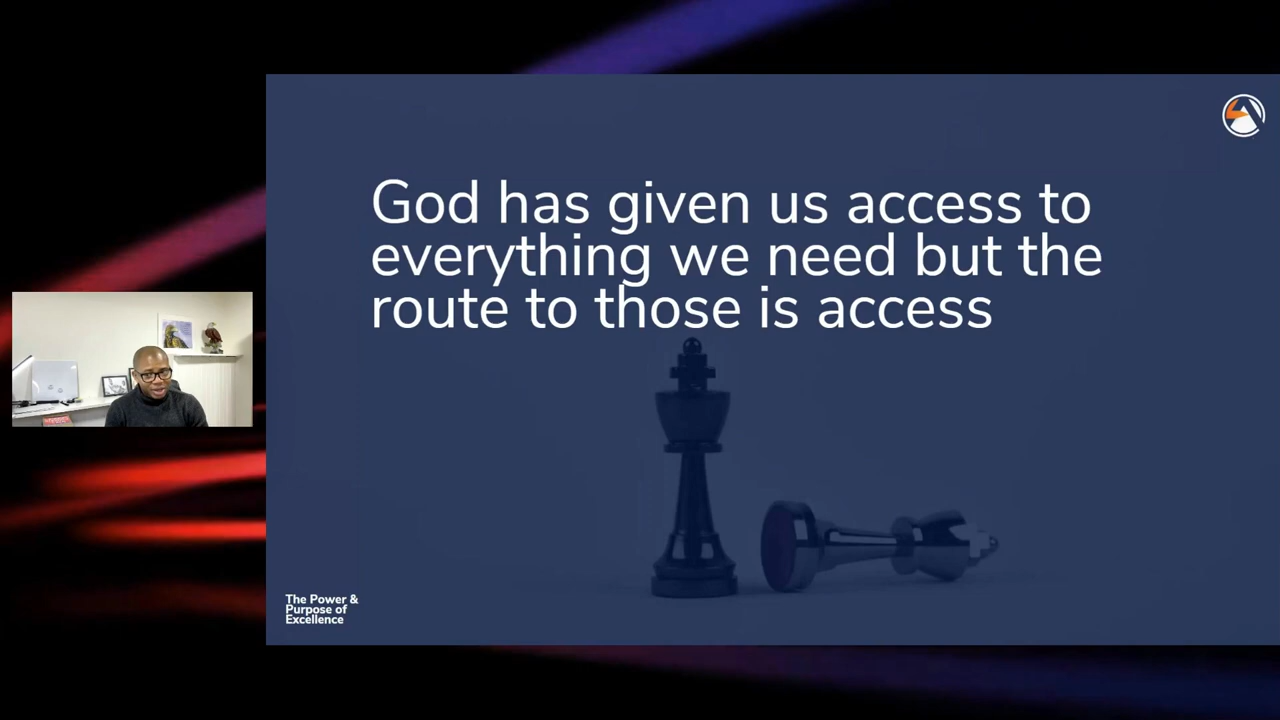 God has given us access to
everything we need but the
route to those is access
The Power &
Purpose of
Excellence